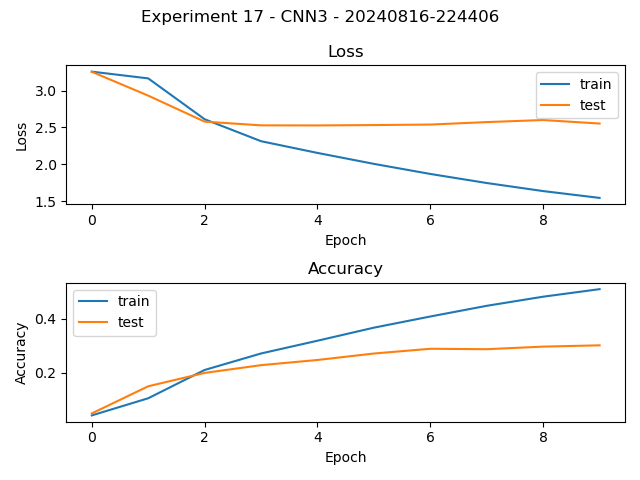 Experiment 17 - CNN3 - 20240816-224406
Loss
train
test
3.0
2.5
2.0
1.5
Loss
0 2 4 6 8
Epoch
Accuracy
train
test
0.4
0.2
Accuracy
0 2 4 6 8
Epoch